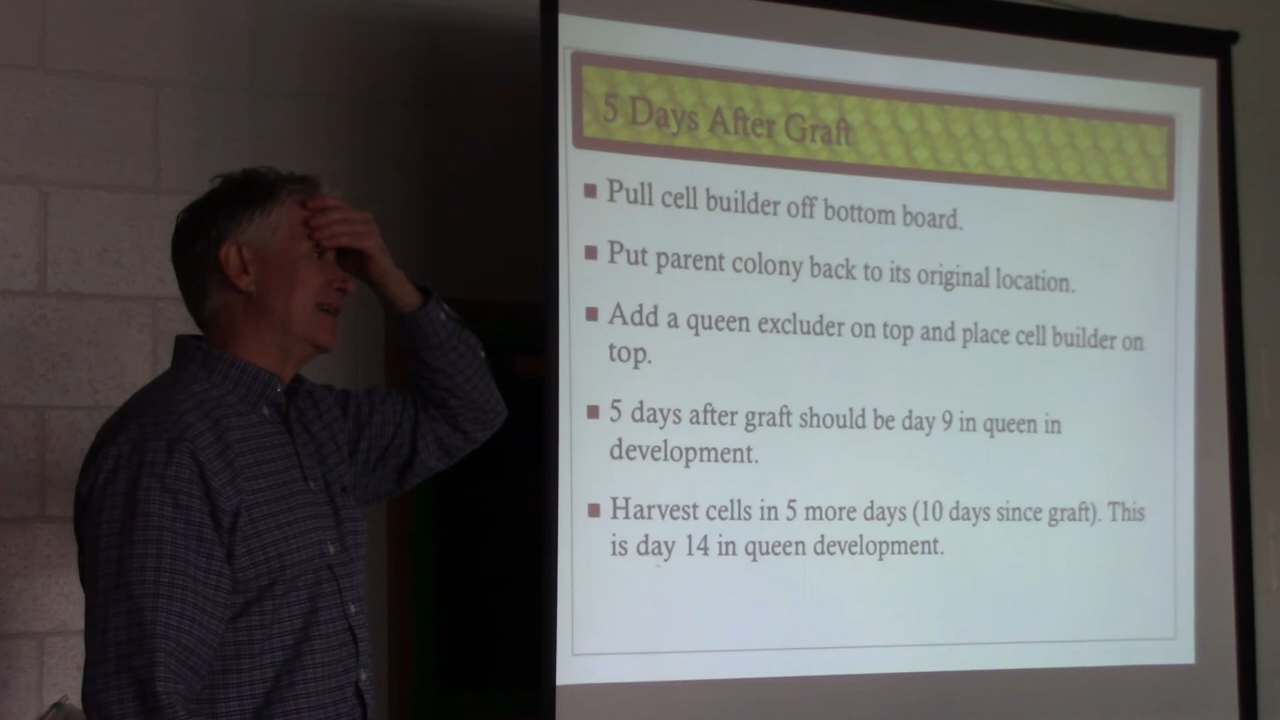 5 Days After Graft
■ Pull cell builder off bottom board.
■ Put parent colony back to its original location.
■ Add a queen excluder on top and place cell builder on
top.
■ 5 days after graft should be day 9 in queen in
development.
■ Harvest cells in 5 more days (10 days since graft). This
is day 14 in queen development.